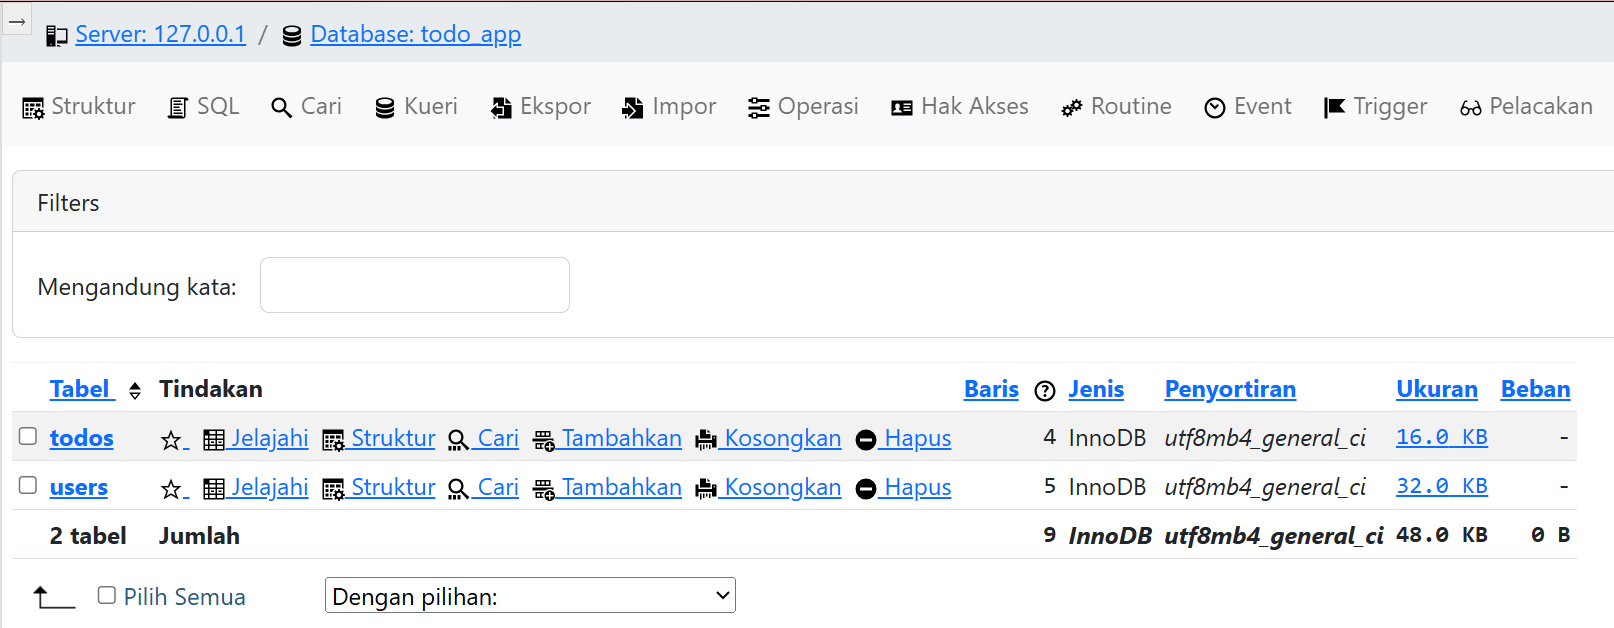 Server: 127.0.0.1 / Database: todo_app
Struktur SQL Cari Kueri Ekspor Impor Operasi Hak Akses Routine Event Trigger Pelacakan
Filters
Mengandung kata:
Tabel Tindakan Baris Jenis Penyortiran Ukuran Beban
todos Jelajahi Struktur Cari Tambahkan Kosongkan Hapus 4 InnoDB utf8mb4_general_ci 16.0 KB -
users Jelajahi Struktur Cari Tambahkan Kosongkan Hapus 5 InnoDB utf8mb4_general_ci 32.0 KB -
2 tabel Jumlah 9 InnoDB utf8mb4_general_ci 48.0 KB 0 B
Pilih Semua Dengan pilihan: